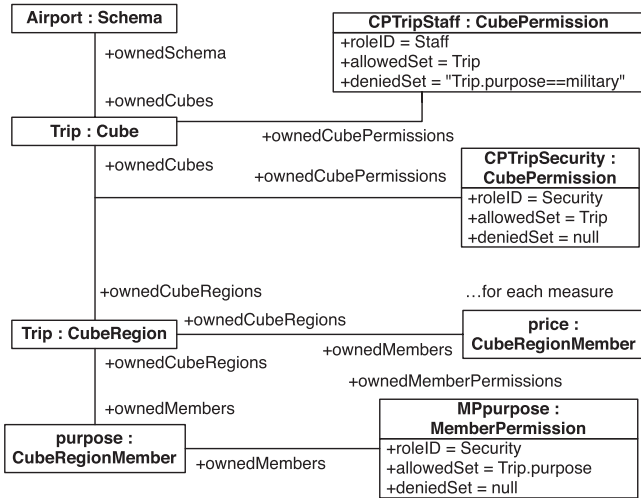 Airport : Schema
+ownedSchema
+ownedCubes
CPTripStaff : CubePermission
+roleID = Staff
+allowedSet = Trip
+deniedSet = "Trip.purpose==military"
Trip : Cube
+ownedCubePermissions
+ownedCubes
+ownedCubePermissions
CPTripSecurity :
CubePermission
+roleID = Security
+allowedSet = Trip
+deniedSet = null
+ownedCubeRegions
…for each measure
Trip : CubeRegion
+ownedCubeRegions
+ownedMembers
price :
CubeRegionMember
+ownedCubeRegions
+ownedMemberPermissions
+ownedMembers
purpose :
CubeRegionMember
+ownedMembers
MPpurpose :
MemberPermission
+roleID = Security
+allowedSet = Trip.purpose
+deniedSet = null